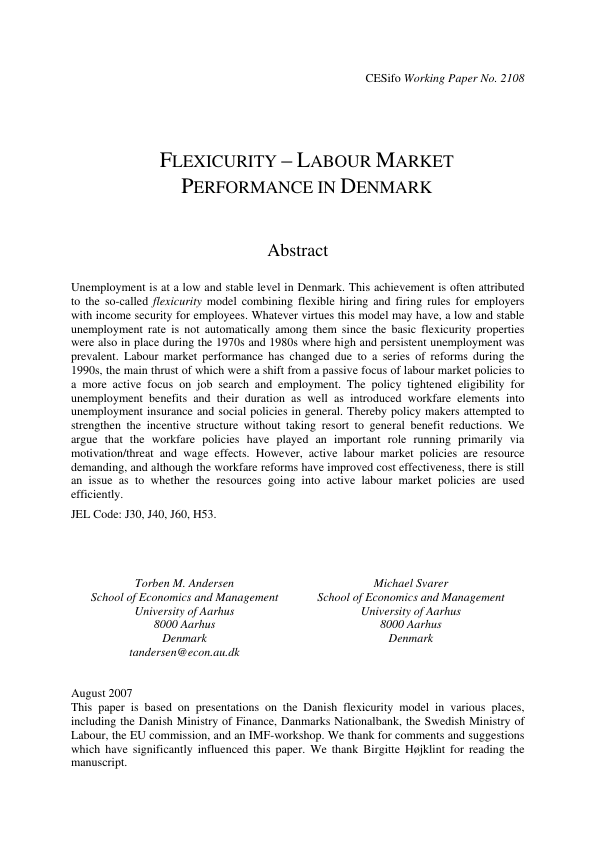 CESifo Working Paper No. 2108
FLEXICURITY – LABOUR MARKET
PERFORMANCE IN DENMARK
Abstract
Unemployment is at a low and stable level in Denmark. This achievement is often attributed
to the so-called flexicurity model combining flexible hiring and firing rules for employers
with income security for employees. Whatever virtues this model may have, a low and stable
unemployment rate is not automatically among them since the basic flexicurity properties
were also in place during the 1970s and 1980s where high and persistent unemployment was
prevalent. Labour market performance has changed due to a series of reforms during the
1990s, the main thrust of which were a shift from a passive focus of labour market policies to
a more active focus on job search and employment. The policy tightened eligibility for
unemployment benefits and their duration as well as introduced workfare elements into
unemployment insurance and social policies in general. Thereby policy makers attempted to
strengthen the incentive structure without taking resort to general benefit reductions. We
argue that the workfare policies have played an important role running primarily via
motivation/threat and wage effects. However, active labour market policies are resource
demanding, and although the workfare reforms have improved cost effectiveness, there is still
an issue as to whether the resources going into active labour market policies are used
efficiently.
JEL Code: J30, J40, J60, H53.
Torben M. Andersen
School of Economics and Management
University of Aarhus
8000 Aarhus
Denmark
tandersen@econ.au.dk
Michael Svarer
School of Economics and Management
University of Aarhus
8000 Aarhus
Denmark
August 2007
This paper is based on presentations on the Danish flexicurity model in various places,
including the Danish Ministry of Finance, Danmarks Nationalbank, the Swedish Ministry of
Labour, the EU commission, and an IMF-workshop. We thank for comments and suggestions
which have significantly influenced this paper. We thank Birgitte Højklint for reading the
manuscript.